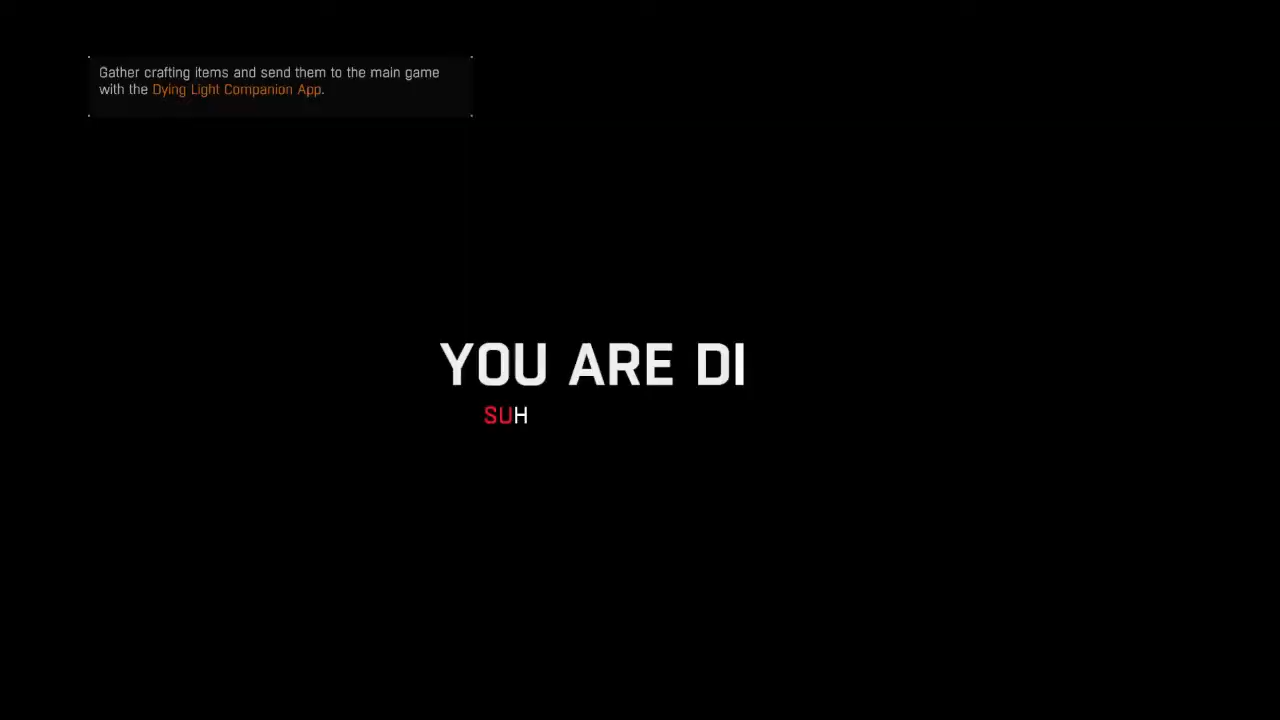 Gather crafting items and send them to the main game
with the Dying Light Companion App.
YOU ARE DI
SUH